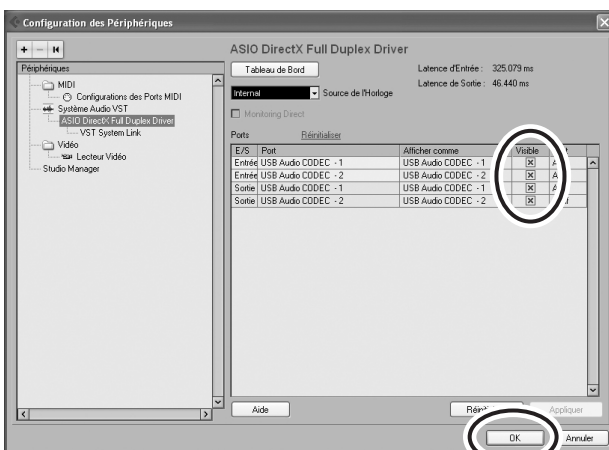 Configuration des Périphériques
+ - 
Périphériques
MIDI
Configurations des Ports MIDI
Système Audio VST
ASIO DirectX Full Duplex Driver
VST System Link
Vidéo
Lecteur Vidéo
Studio Manager
ASIO DirectX Full Duplex Driver
Tableau de Bord
Latence d'Entrée : 325.079 ms
Latence de Sortie : 46.440 ms
Internal Source de l'Horloge
Monitoring Direct
Ports Réinitialiser
E/S Port Afficher comme Visible
Entrée USB Audio CODEC - 1 USB Audio CODEC - 1
Entrée USB Audio CODEC - 2 USB Audio CODEC - 2
Sortie USB Audio CODEC - 1 USB Audio CODEC - 1
Sortie USB Audio CODEC - 2 USB Audio CODEC - 2
Aide Appliquer
OK Annuler